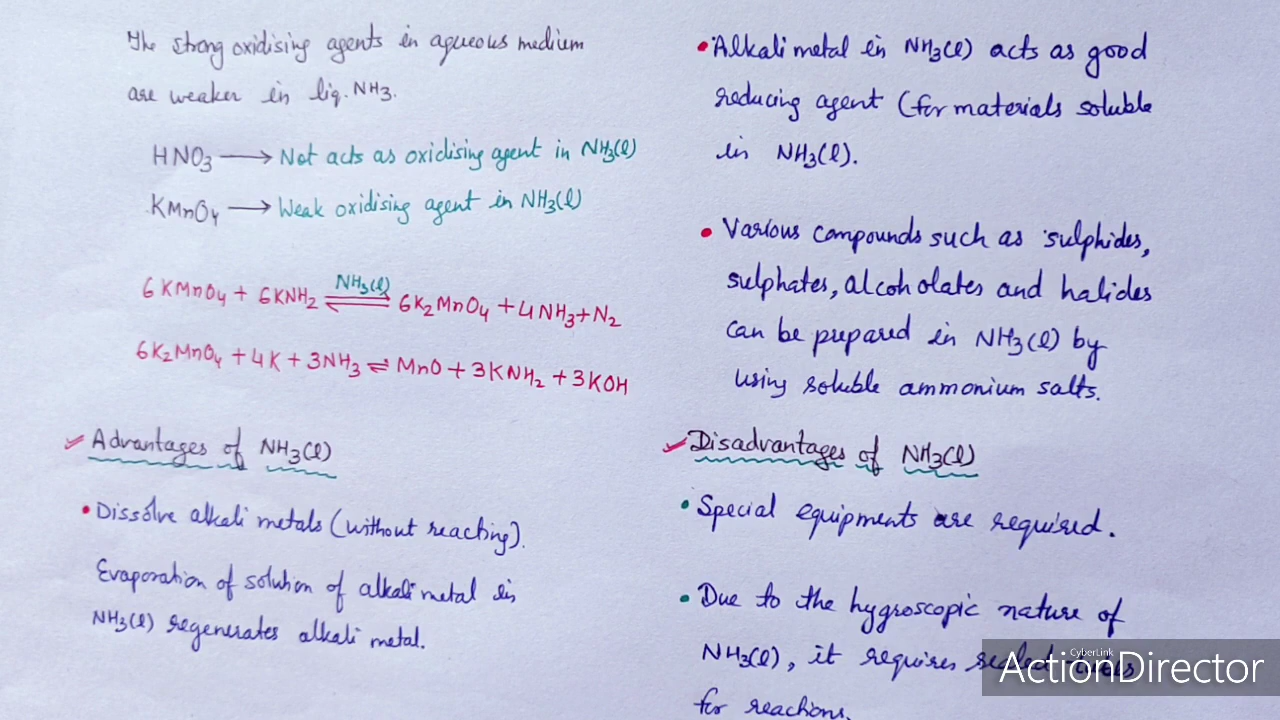 The strong oxidising agents in aqueous medium
are weaker in liq. NH3.
HNO3 → Not acts as oxidising agent in NH3(l)
KMnO4 → Weak oxidising agent in NH3(l)
6 KMnO4 + 6KNH2 ⇌ NH3(l) 6K2MnO4 + 4NH3 + N2
6K2MnO4 + 4K + 3NH3 ⇌ MnO + 3KNH2 + 3KOH
Advantages of NH3(l)
• Dissolve alkali metals (without reacting).
Evaporation of solution of alkali metal in
NH3(l) regenerates alkali metal.
• Alkali metal in NH3(l) acts as good
reducing agent (for materials soluble
in NH3(l).
• Various compounds such as sulphides,
sulphates, alcoholates and halides
can be prepared in NH3(l) by
using soluble ammonium salts.
Disadvantages of NH3(l)
• Special equipments are required.
• Due to the hygroscopic nature of
NH3(l), it requires
for reactions.
CyberLink
ActionDirector